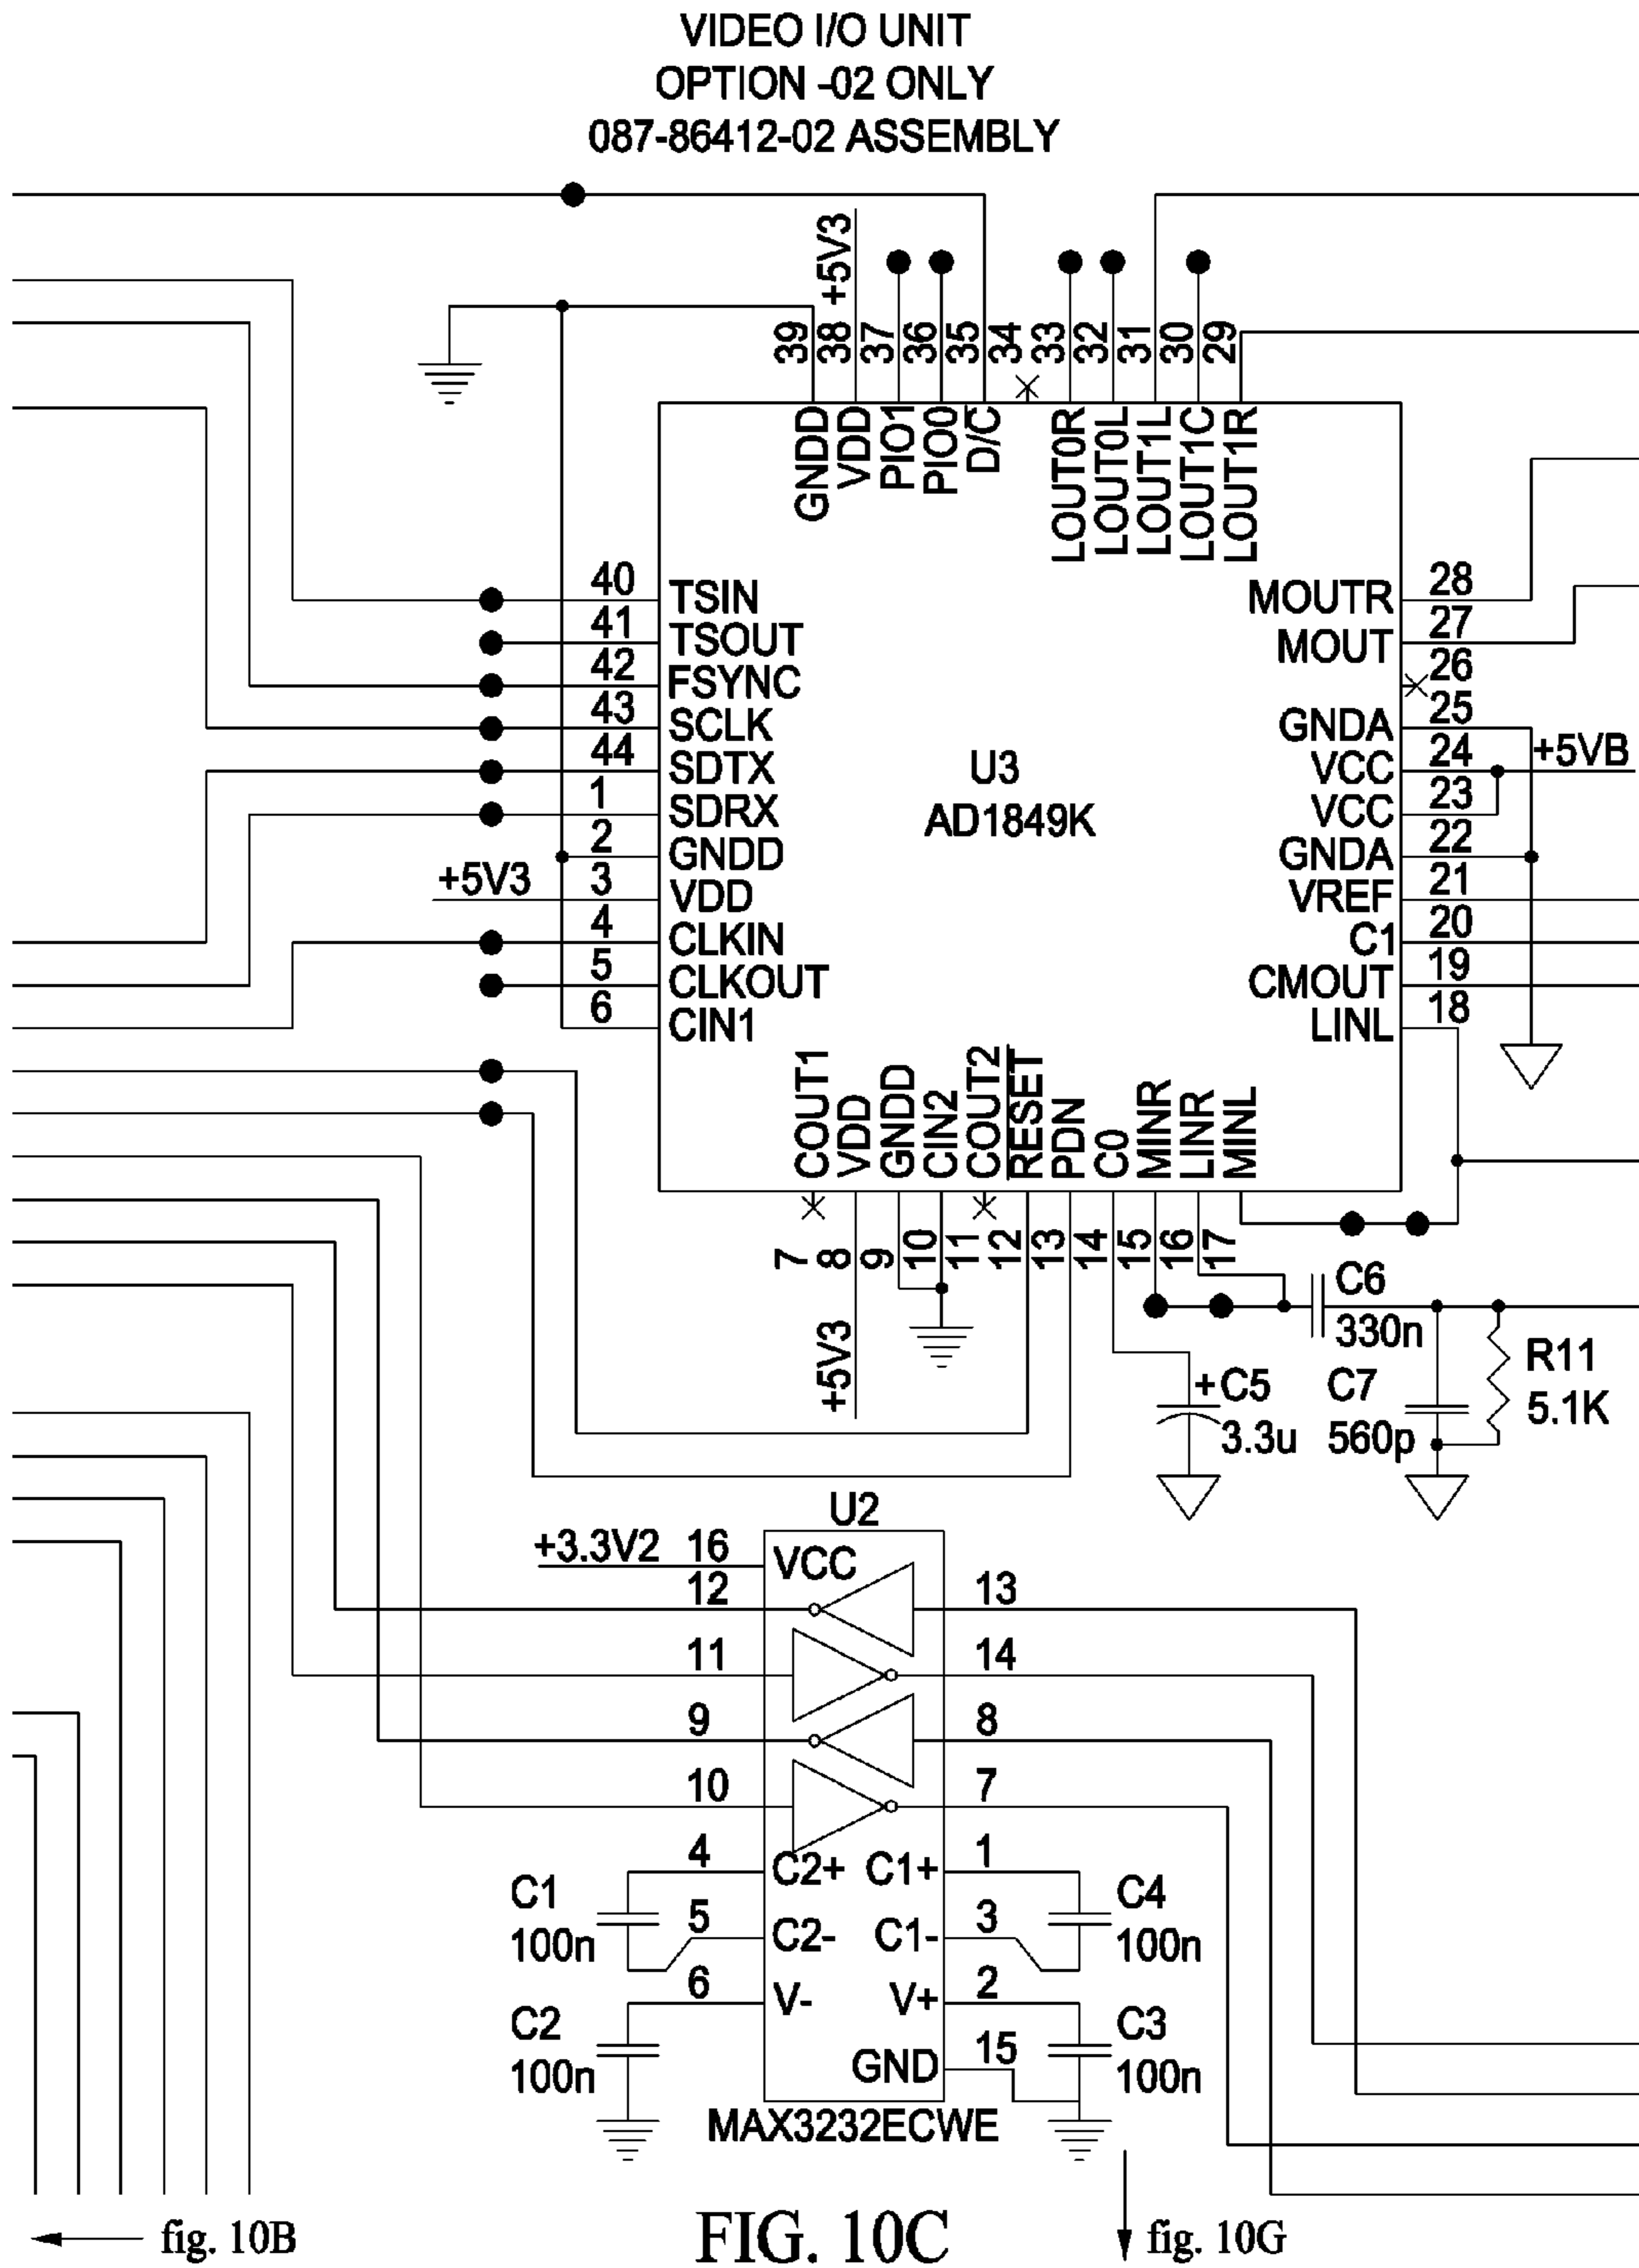 VIDEO I/O UNIT
OPTION -02 ONLY
087-86412-02 ASSEMBLY
+5V3
39
38
37
36
35
34
33
32
31
30
29
GNDD
VDD
PIO1
PIO0
D/C
LOUT0R
LOUT0L
LOUT1L
LOUT1C
LOUT1R
40 TSIN
41 TSOUT
42 FSYNC
43 SCLK
44 SDTX
1 SDRX
2 GNDD
+5V3 3 VDD
4 CLKIN
5 CLKOUT
6 CIN1
U3
AD1849K
MOUTR 28
MOUT 27
26
GNDA 25
VCC 24 +5VB
VCC 23
GNDA 22
VREF 21
C1 20
CMOUT 19
LINL 18
COUT1
VDD
GNDD
CIN2
COUT2
RESET
PDN
C0
MINR
LINR
MINL
7
8
9
10
11
12
13
14
15
16
17
+5V3
C6
330n
R11
5.1K
+C5
3.3u
C7
560p
U2
+3.3V2 16 VCC
12 13
11 14
9 8
10 7
4 C2+ C1+ 1
C1
100n
C4
100n
5 C2- C1- 3
6 V- V+ 2
C2
100n
C3
100n
GND 15
MAX3232ECWE
fig. 10B
FIG. 10C
fig. 10G